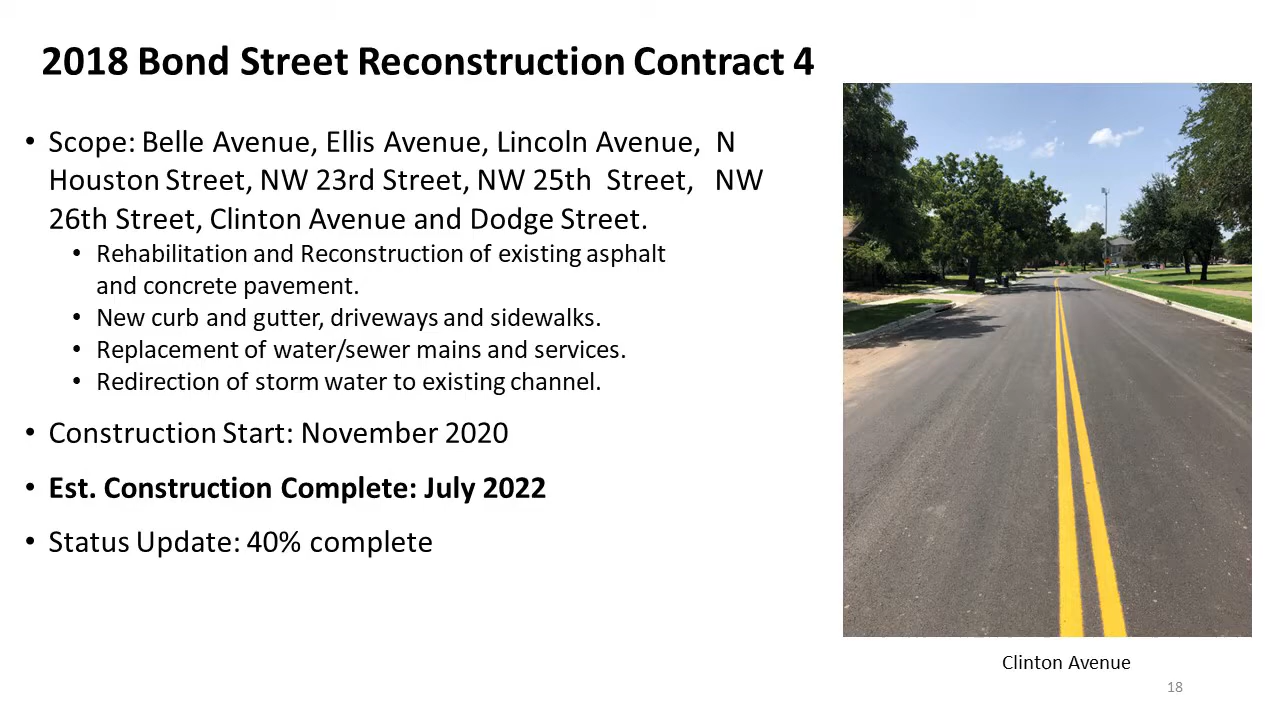 2018 Bond Street Reconstruction Contract 4
• Scope: Belle Avenue, Ellis Avenue, Lincoln Avenue, N
Houston Street, NW 23rd Street, NW 25th Street, NW
26th Street, Clinton Avenue and Dodge Street.
• Rehabilitation and Reconstruction of existing asphalt
and concrete pavement.
• New curb and gutter, driveways and sidewalks.
• Replacement of water/sewer mains and services.
• Redirection of storm water to existing channel.
• Construction Start: November 2020
• Est. Construction Complete: July 2022
• Status Update: 40% complete
Clinton Avenue
18